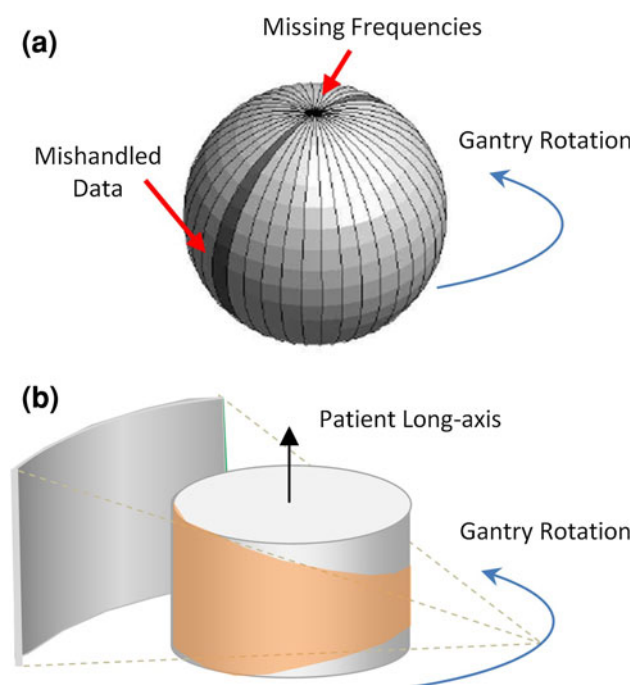 (a)
Missing Frequencies
Mishandled
Data
Gantry Rotation
(b)
Patient Long-axis
Gantry Rotation